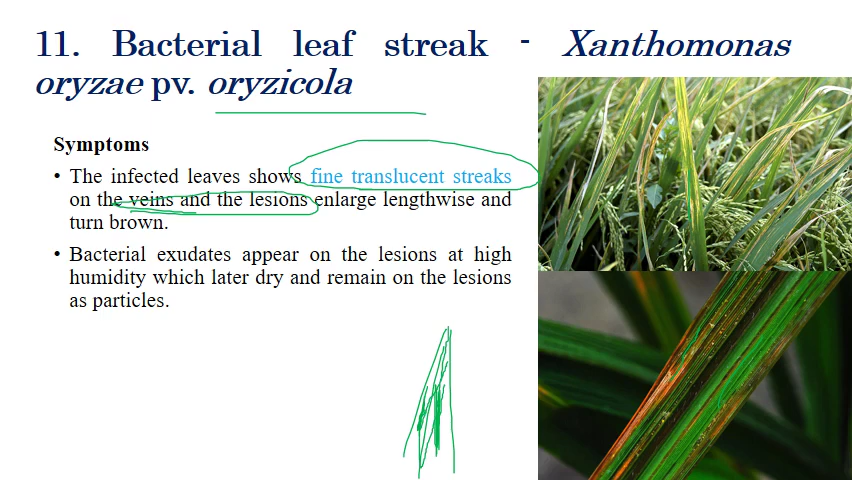 11. Bacterial leaf streak - Xanthomonas
oryzae pv. oryzicola
Symptoms
• The infected leaves shows fine translucent streaks
on the veins and the lesions enlarge lengthwise and
turn brown.
• Bacterial exudates appear on the lesions at high
humidity which later dry and remain on the lesions
as particles.